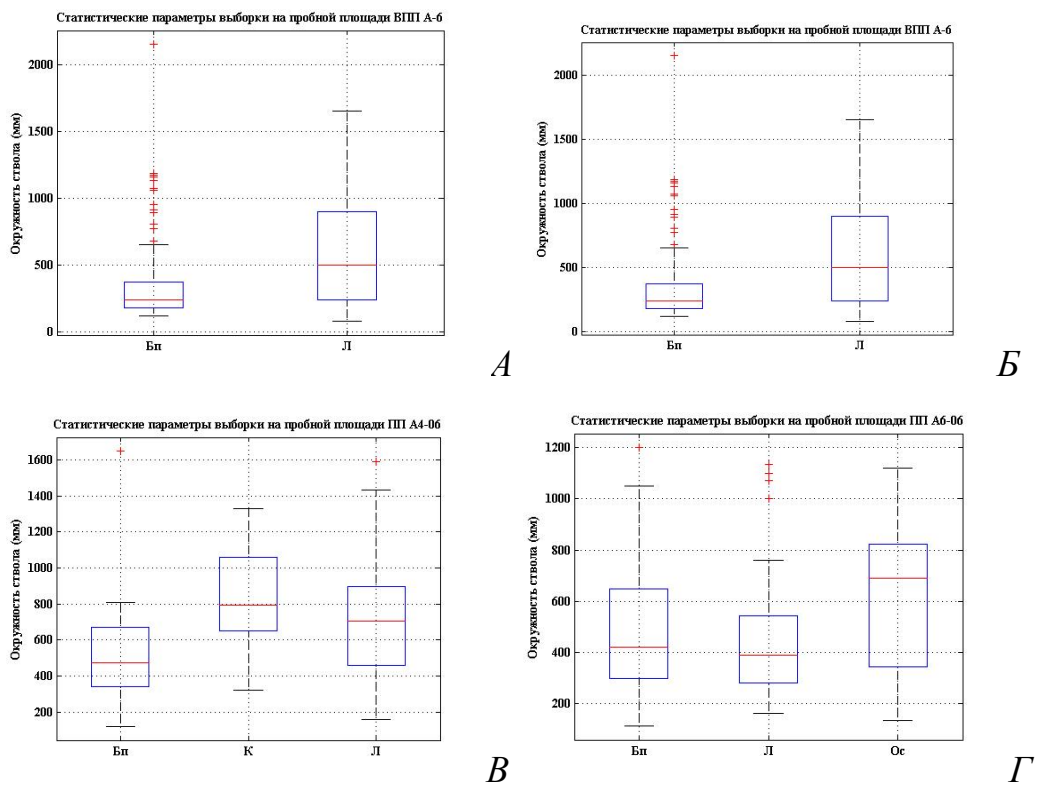 Статистические параметры выборки на пробной площади ВПП А-6
Окружность ствола (мм)
2000
1500
1000
500
0
Бп Л
А
Статистические параметры выборки на пробной площади ВПП А-6
Окружность ствола (мм)
2000
1500
1000
500
0
Бп Л
Б
Статистические параметры выборки на пробной площади ПП А4-06
Окружность ствола (мм)
1600
1400
1200
1000
800
600
400
200
Бп К Л
В
Статистические параметры выборки на пробной площади ПП А6-06
Окружность ствола (мм)
1200
1000
800
600
400
200
Бп Л Ос
Г